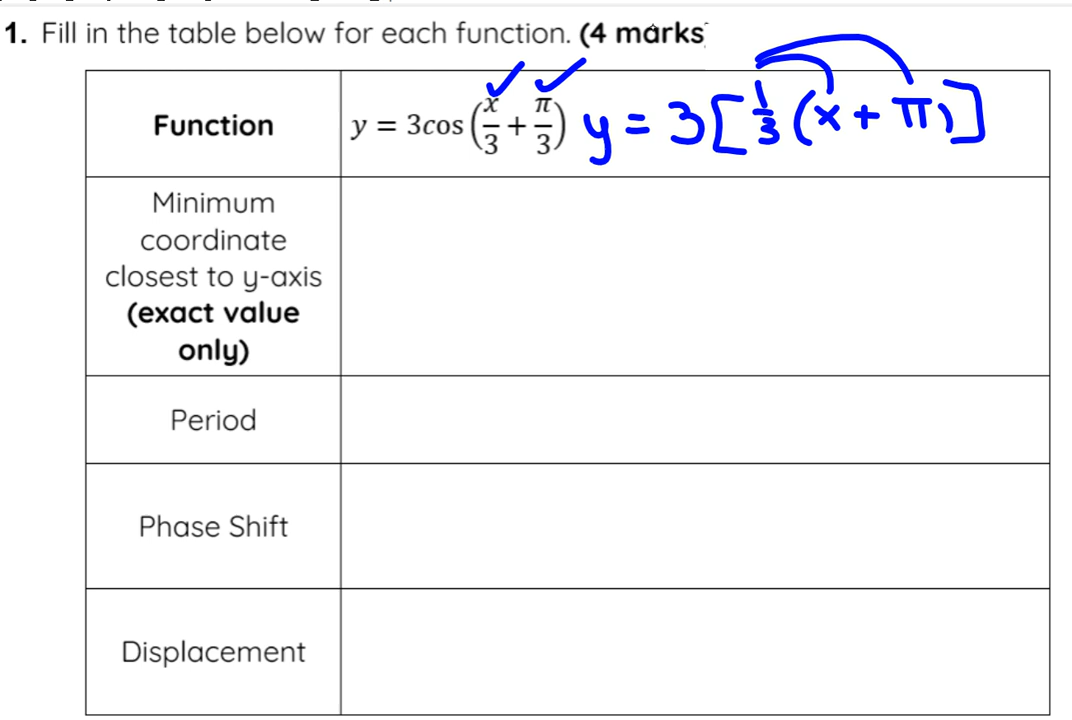 1. Fill in the table below for each function. (4 marks
Function
y = 3cos(x/3 + π/3) y = 3[1/3(x + π)]
Minimum
coordinate
closest to y-axis
(exact value
only)
Period
Phase Shift
Displacement